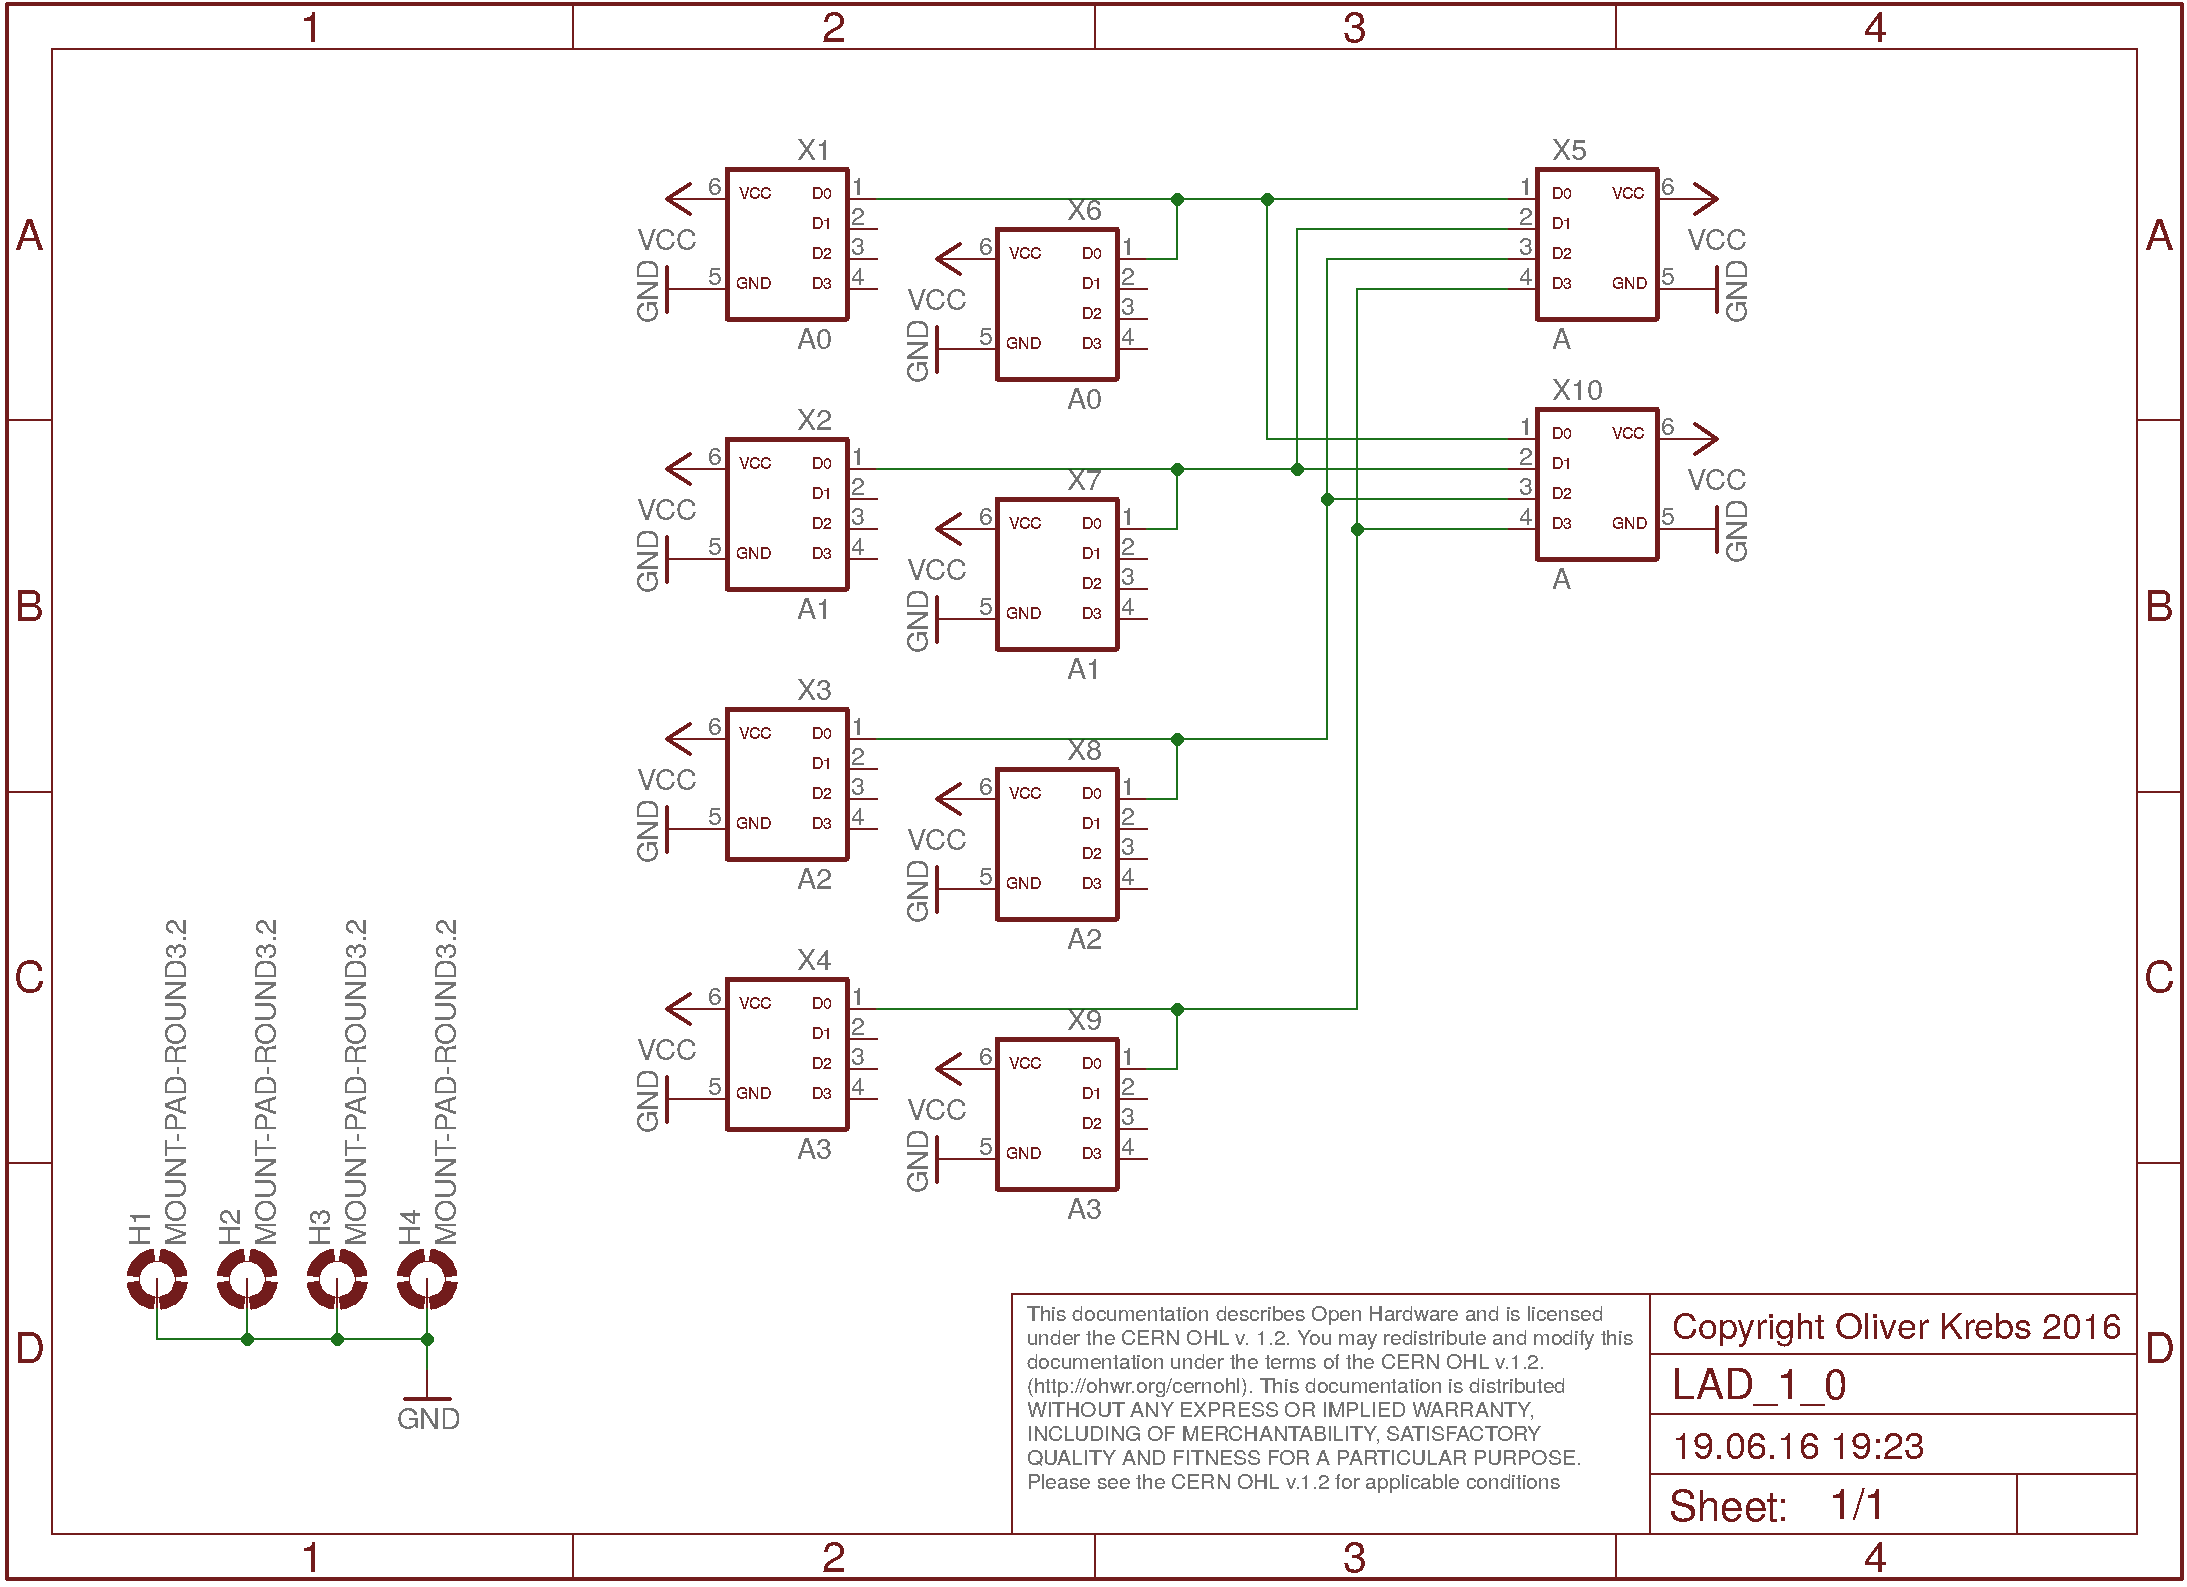 1 2 3 4
A A
X1
6 VCC D0 1
D1 2
D2 3
5 GND D3 4
VCC
GND
A0
X6
6 VCC D0 1
D1 2
D2 3
5 GND D3 4
VCC
GND
A0
X5
1 D0 VCC 6
2 D1
3 D2
4 D3 GND 5
VCC
GND
A
X10
1 D0 VCC 6
2 D1
3 D2
4 D3 GND 5
VCC
GND
A
B B
X2
6 VCC D0 1
D1 2
D2 3
5 GND D3 4
VCC
GND
A1
X7
6 VCC D0 1
D1 2
D2 3
5 GND D3 4
VCC
GND
A1
X3
6 VCC D0 1
D1 2
D2 3
5 GND D3 4
VCC
GND
A2
X8
6 VCC D0 1
D1 2
D2 3
5 GND D3 4
VCC
GND
A2
C C
X4
6 VCC D0 1
D1 2
D2 3
5 GND D3 4
VCC
GND
A3
X9
6 VCC D0 1
D1 2
D2 3
5 GND D3 4
VCC
GND
A3
H1
MOUNT-PAD-ROUND3.2
H2
MOUNT-PAD-ROUND3.2
H3
MOUNT-PAD-ROUND3.2
H4
MOUNT-PAD-ROUND3.2
GND
D D
This documentation describes Open Hardware and is licensed
under the CERN OHL v. 1.2. You may redistribute and modify this
documentation under the terms of the CERN OHL v.1.2.
(http://ohwr.org/cernohl). This documentation is distributed
WITHOUT ANY EXPRESS OR IMPLIED WARRANTY,
INCLUDING OF MERCHANTABILITY, SATISFACTORY
QUALITY AND FITNESS FOR A PARTICULAR PURPOSE.
Please see the CERN OHL v.1.2 for applicable conditions
Copyright Oliver Krebs 2016
LAD_1_0
19.06.16 19:23
Sheet: 1/1
1 2 3 4